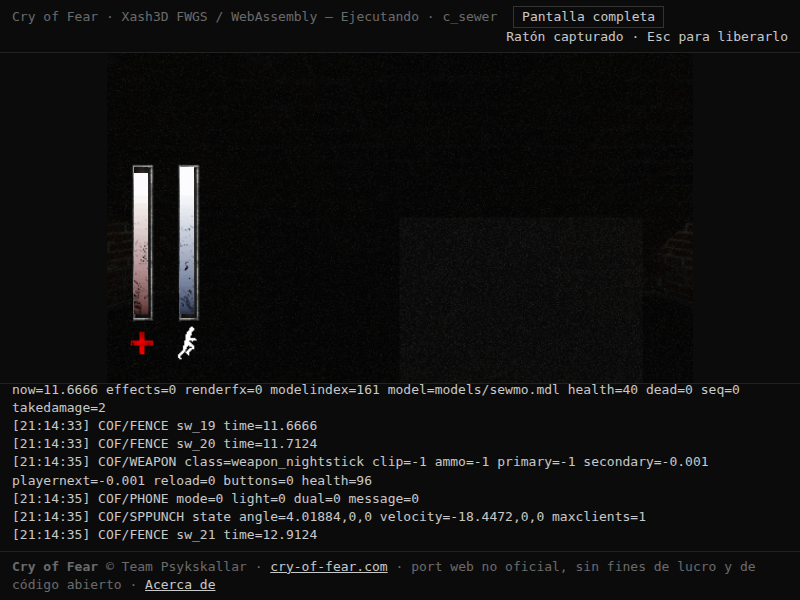 Cry of Fear · Xash3D FWGS / WebAssembly — Ejecutando · c_sewer Pantalla completa
Ratón capturado · Esc para liberarlo
now=11.6666 effects=0 renderfx=0 modelindex=161 model=models/sewmo.mdl health=40 dead=0 seq=0
takedamage=2
[21:14:33] COF/FENCE sw_19 time=11.6666
[21:14:33] COF/FENCE sw_20 time=11.7124
[21:14:35] COF/WEAPON class=weapon_nightstick clip=-1 ammo=-1 primary=-1 secondary=-0.001
playernext=-0.001 reload=0 buttons=0 health=96
[21:14:35] COF/PHONE mode=0 light=0 dual=0 message=0
[21:14:35] COF/SPPUNCH state angle=4.01884,0,0 velocity=-18.4472,0,0 maxclients=1
[21:14:35] COF/FENCE sw_21 time=12.9124
Cry of Fear © Team Psykskallar · cry-of-fear.com · port web no oficial, sin fines de lucro y de
código abierto · Acerca de